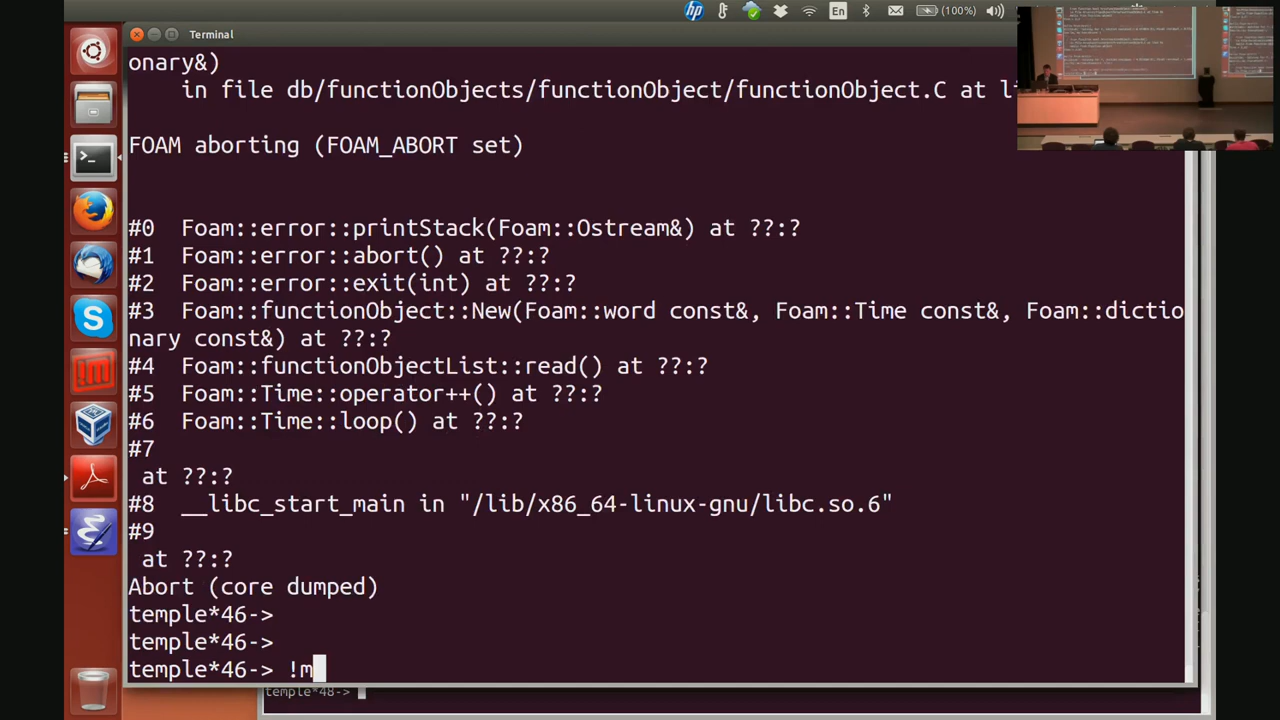 En
(100%)
Terminal
onary&)
in file db/functionObjects/functionObject/functionObject.C at li
FOAM aborting (FOAM_ABORT set)
#0 Foam::error::printStack(Foam::Ostream&) at ??:?
#1 Foam::error::abort() at ??:?
#2 Foam::error::exit(int) at ??:?
#3 Foam::functionObject::New(Foam::word const&, Foam::Time const&, Foam::dictio
nary const&) at ??:?
#4 Foam::functionObjectList::read() at ??:?
#5 Foam::Time::operator++() at ??:?
#6 Foam::Time::loop() at ??:?
#7
at ??:?
#8 __libc_start_main in "/lib/x86_64-linux-gnu/libc.so.6"
#9
at ??:?
Abort (core dumped)
temple*46->
temple*46->
temple*46-> !m
temple*48->